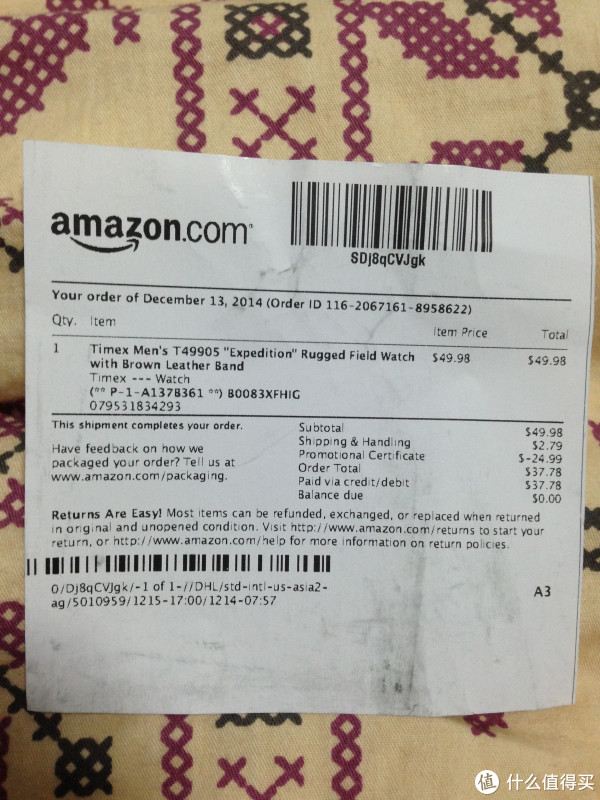 amazon.com
SDj8qCVJgk
Your order of December 13, 2014 (Order ID 116-2067161-8958622)
Qty. Item Item Price Total
1 Timex Men's T49905 "Expedition" Rugged Field Watch $49.98 $49.98
with Brown Leather Band
Timex --- Watch
(** P-1-A137B361 **) B0083XFHIG
079531834293
This shipment completes your order.
Have feedback on how we
packaged your order? Tell us at
www.amazon.com/packaging.
Subtotal $49.98
Shipping & Handling $2.79
Promotional Certificate $-24.99
Order Total $37.78
Paid via credit/debit $37.78
Balance due $0.00
Returns Are Easy! Most items can be refunded, exchanged, or replaced when returned
in original and unopened condition. Visit http://www.amazon.com/returns to start your
return, or http://www.amazon.com/help for more information on return policies.
0/Dj8qCVJgk/-1 of 1-//DHL/std-intl-us-asia2-
ag/5010959/1215-17:00/1214-07:57
A3
值 什么值得买